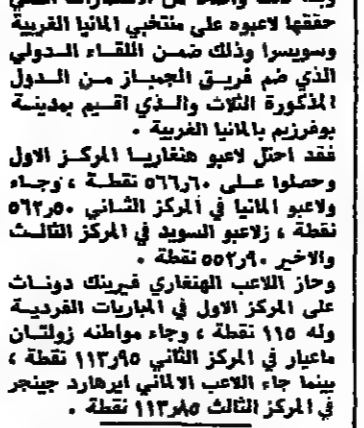 حققها لاعبوه على منتخبي المانيا الغربية
وسويسرا وذلك ضمن اللقاء الدولي
الذي ضم فريق الجمباز من الدول
المذكورة الثلاث والذي اقيم بمدينة
بوفرزيم بالمانيا الغربية .
فقد احتل لاعبو هنغاريا المركز الاول
وحصلوا على ٥٦٦٫٦٠ نقطة ، وجاء
ولاعبو المانيا في المركز الثاني ٥٦٢٫٥٠
نقطة ، زلاعبو السويد في المركز الثالث
والاخير ٥٥٢٫٩٠ نقطة .
وحاز اللاعب الهنغاري فيرينك دونات
على المركز الاول في المباريات الفردية
وله ١١٥ نقطة ، وجاء مواطنه زولتان
ماعيار في المركز الثاني ١١٣٫٩٥ نقطة ،
بينما جاء اللاعب الالماني ايرهارد جينجر
في المركز الثالث ١١٣٫٨٥ نقطة .